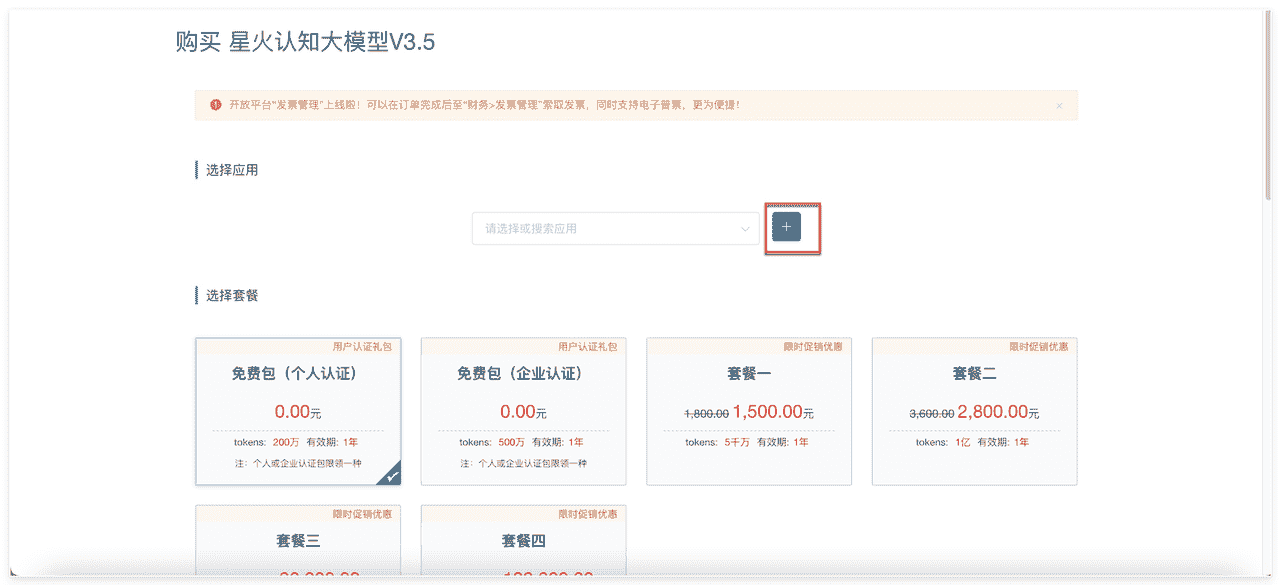 购买 星火认知大模型V3.5
开放平台“发票管理”上线啦！可以在订单完成后至“财务>发票管理”索取发票，同时支持电子普票，更为便捷！
选择应用
请选择或搜索应用
选择套餐
用户认证礼包
免费包（个人认证）
0.00元
tokens: 200万 有效期: 1年
注：个人或企业认证包限领一种
用户认证礼包
免费包（企业认证）
0.00元
tokens: 500万 有效期: 1年
注：个人或企业认证包限领一种
限时促销优惠
套餐一
1,800.00 1,500.00元
tokens: 5千万 有效期: 1年
限时促销优惠
套餐二
3,600.00 2,800.00元
tokens: 1亿 有效期: 1年
限时促销优惠
套餐三
限时促销优惠
套餐四